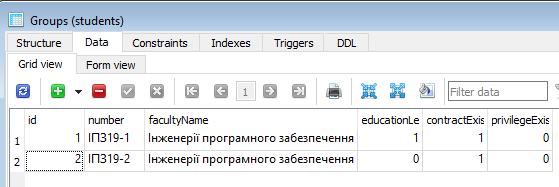 Groups (students)
Structure Data Constraints Indexes Triggers DDL
Grid view Form view
1 Filter data
id number facultyName educationLe contractExis privilegeExis
1 1 ІПЗ19-1 Інженерії програмного забезпечення 1 1 0
2 2 ІПЗ19-2 Інженерії програмного забезпечення 0 1 0